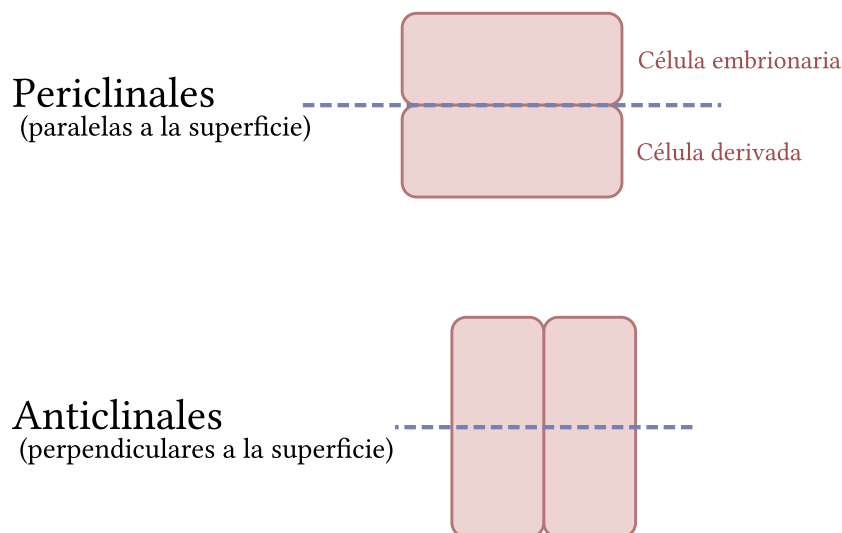 Célula embrionaria
Periclinales
(paralelas a la superficie)
Célula derivada
Anticlinales
(perpendiculares a la superficie)